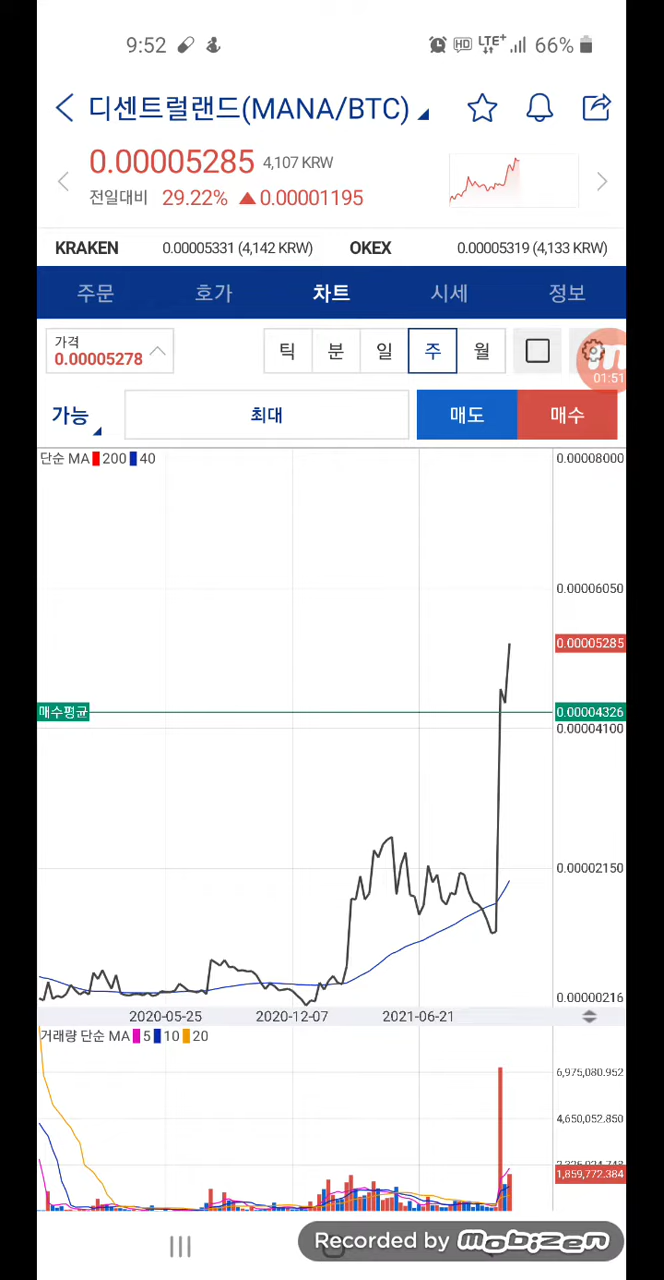 9:52 HD LTE+ 66%
디센트럴랜드(MANA/BTC)
0.00005285 4,107 KRW
전일대비 29.22% ▲0.00001195
KRAKEN 0.00005331 (4,142 KRW) OKEX 0.00005319 (4,133 KRW)
주문 호가 차트 시세 정보
가격
0.00005278
틱 분 일 주 월
01:51
가능 최대 매도 매수
단순 MA 200 40
0.00008000
0.00006050
0.00005285
매수평균 0.00004326
0.00004100
0.00002150
0.00000216
2020-05-25 2020-12-07 2021-06-21
거래량 단순 MA 5 10 20
6,975,080.952
4,650,052.850
1,859,772.384
Recorded by mobizen